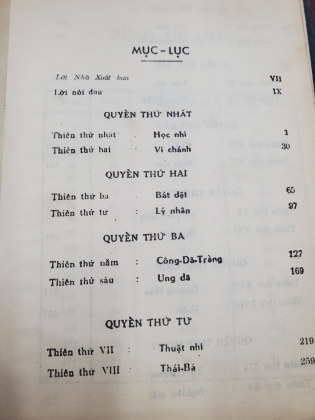 MỤC - LỤC
Lời Nhà Xuất bản VII
Lời nói đầu IX
QUYỂN THỨ NHÁT
Thiên thứ nhát : Học nhi 1
Thiên thứ hai : Vi chánh 30
QUYỀN THỨ HAI
Thiên thứ ba : Bát dật 65
Thiên thứ tư : Lý nhân 97
QUYỀN THỨ BA
Thiên thứ năm : Công-Dã-Tràng 127
Thiên thứ sáu : Ung dã 169
QUYỀN THỨ TƯ
Thiên thứ VII : Thuật nhi 219
Thiên thứ VIII : Thái-Bá 259